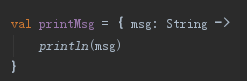 val printMsg = { msg: String ->
    println(msg)
}